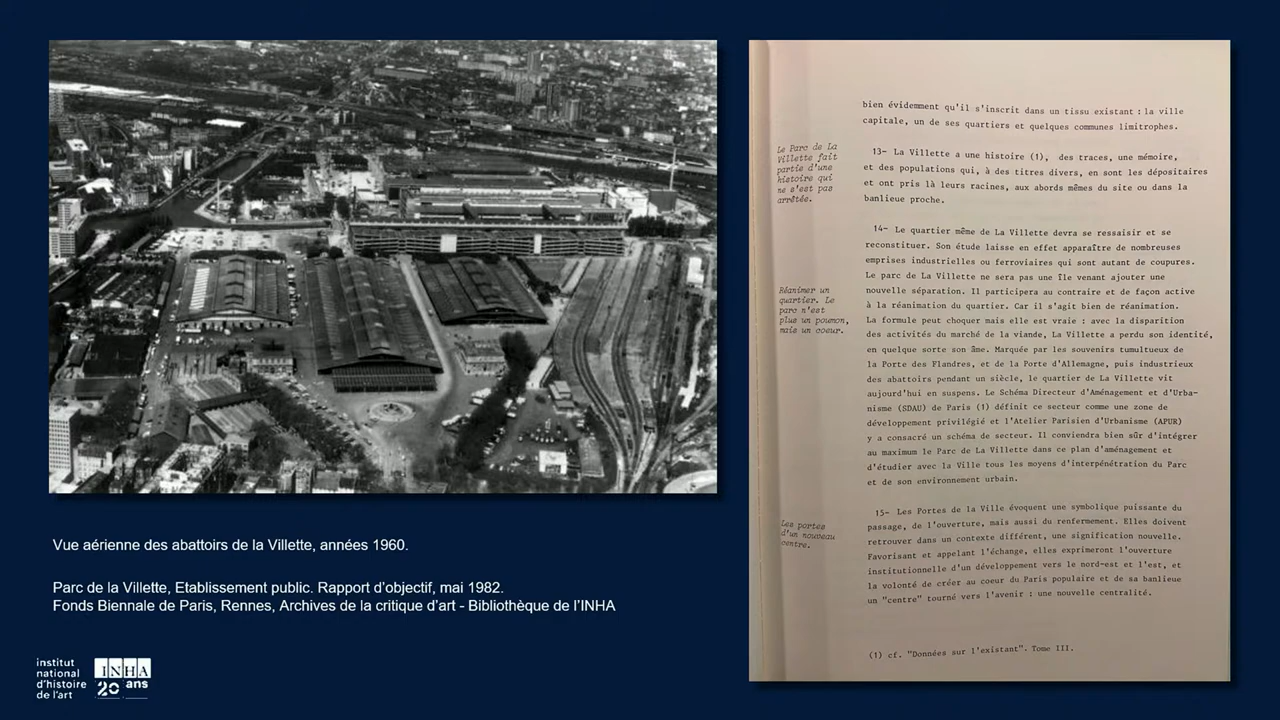 Vue aérienne des abattoirs de la Villette, années 1960.
Parc de la Villette, Etablissement public. Rapport d'objectif, mai 1982.
Fonds Biennale de Paris, Rennes, Archives de la critique d'art - Bibliothèque de l'INHA
institut
national
d'histoire
de l'art
INHA
20 ans
bien évidemment qu'il s'inscrit dans un tissu existant : la ville
capitale, un de ses quartiers et quelques communes limitrophes.
Le Parc de La
Villette fait
partie d'une
histoire qui
ne s'est pas
arrêtée.
13- La Villette a une histoire (1), des traces, une mémoire,
et des populations qui, à des titres divers, en sont les dépositaires
et ont pris là leurs racines, aux abords mêmes du site ou dans la
banlieue proche.
14- Le quartier même de La Villette devra se ressaisir et se
reconstituer. Son étude laisse en effet apparaître de nombreuses
emprises industrielles ou ferroviaires qui sont autant de coupures.
Le parc de La Villette ne sera pas une île venant ajouter une
nouvelle séparation. Il participera au contraire et de façon active
à la réanimation du quartier. Car il s'agit bien de réanimation.
La formule peut choquer mais elle est vraie : avec la disparition
des activités du marché de la viande, La Villette a perdu son identité,
en quelque sorte son âme. Marquée par les souvenirs tumultueux de
la Porte des Flandres, et de la Porte d'Allemagne, puis industrieux
des abattoirs pendant un siècle, le quartier de La Villette vit
aujourd'hui en suspens. Le Schéma Directeur d'Aménagement et d'Urba-
nisme (SDAU) de Paris (1) définit ce secteur comme une zone de
développement privilégié et l'Atelier Parisien d'Urbanisme (APUR)
y a consacré un schéma de secteur. Il conviendra bien sûr d'intégrer
au maximum le Parc de La Villette dans ce plan d'aménagement et
d'étudier avec la Ville tous les moyens d'interpénétration du Parc
et de son environnement urbain.
Réanimer un
quartier. Le
parc n'est
plus un poumon,
mais un coeur.
15- Les Portes de la Ville évoquent une symbolique puissante du
passage, de l'ouverture, mais aussi du renfermement. Elles doivent
retrouver dans un contexte différent, une signification nouvelle.
Favorisant et appelant l'échange, elles exprimeront l'ouverture
institutionnelle d'un développement vers le nord-est et l'est, et
la volonté de créer au coeur du Paris populaire et de sa banlieue
un "centre" tourné vers l'avenir : une nouvelle centralité.
Les portes
d'un nouveau
centre.
(1) cf. "Données sur l'existant". Tome III.